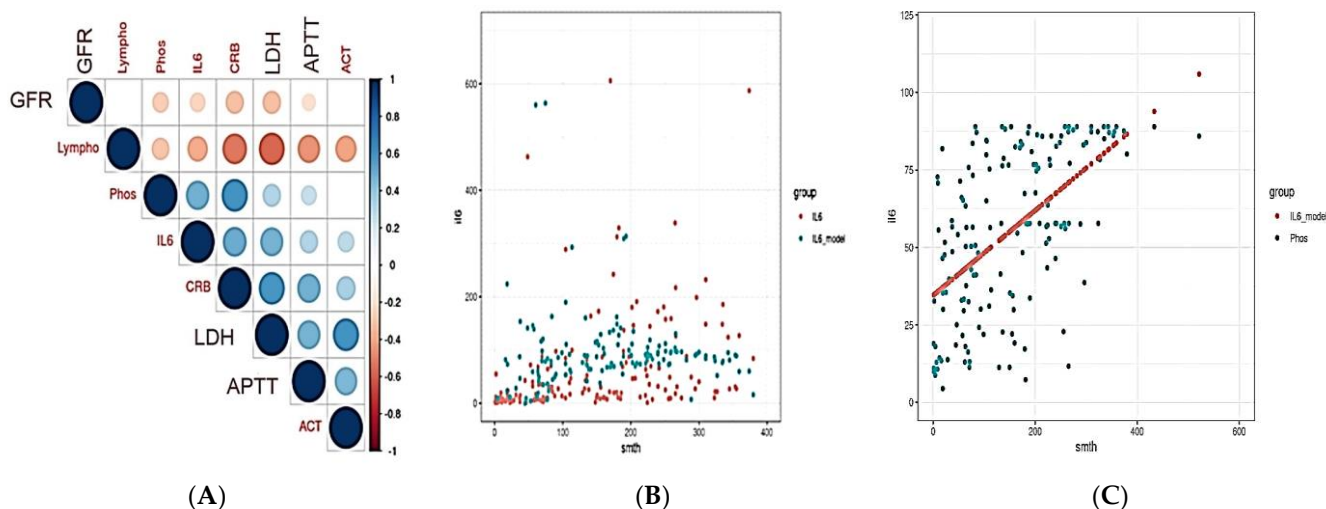 GFR
Lympho
Phos
IL6
CRB
LDH
APTT
ACT
GFR
Lympho
Phos
IL6
CRB
LDH
APTT
ACT
1
0.8
0.6
0.4
0.2
0
-0.2
-0.4
-0.6
-0.8
-1
(A)
600
400
200
0
il6
0
100
200
300
400
smth
group
IL6
IL6_model
(B)
125
100
75
50
25
0
il6
0
200
400
600
smth
group
IL6_model
Phos
(C)